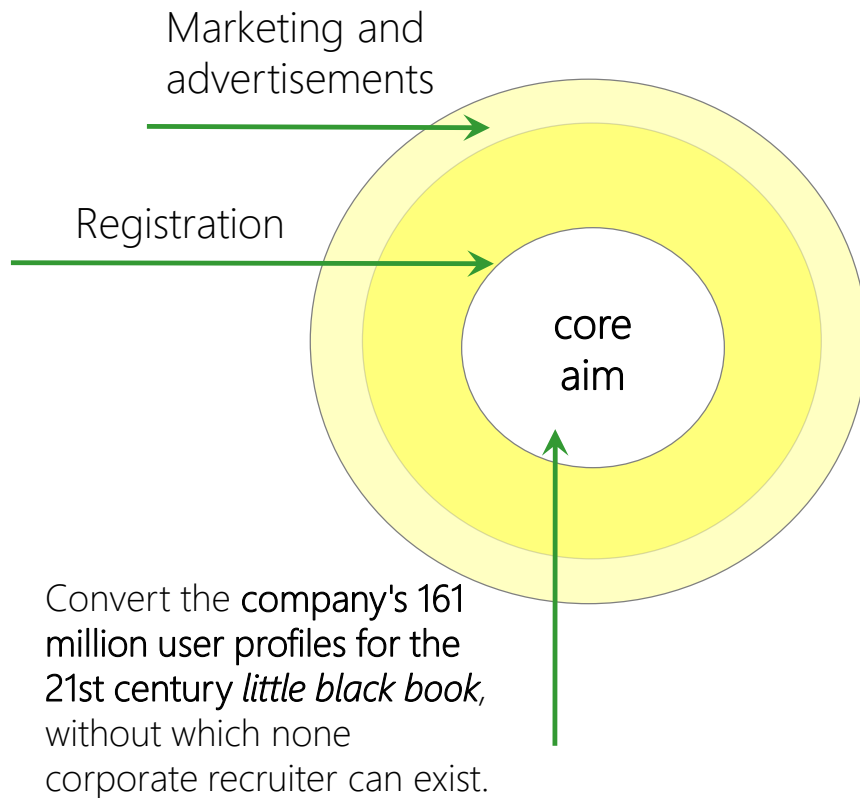 Marketing and
advertisements
Registration
core
aim
Convert the company's 161
million user profiles for the
21st century little black book,
without which none
corporate recruiter can exist.